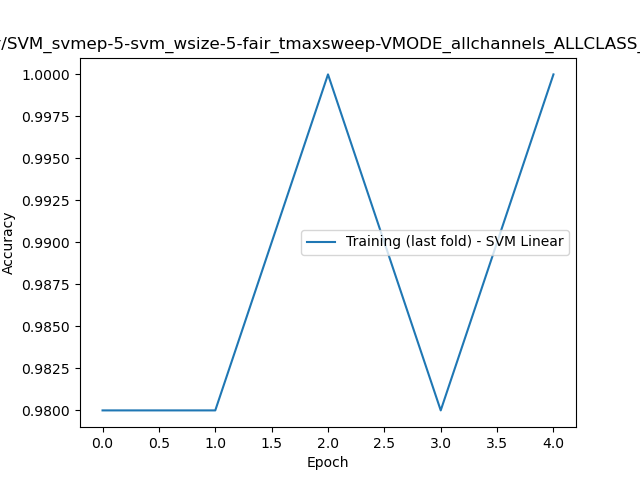 /SVM_svmep-5-svm_wsize-5-fair_tmaxsweep-VMODE_allchannels_ALLCLASS_
1.0000
0.9975
0.9950
0.9925
0.9900
0.9875
0.9850
0.9825
0.9800
Accuracy
Training (last fold) - SVM Linear
0.0 0.5 1.0 1.5 2.0 2.5 3.0 3.5 4.0
Epoch